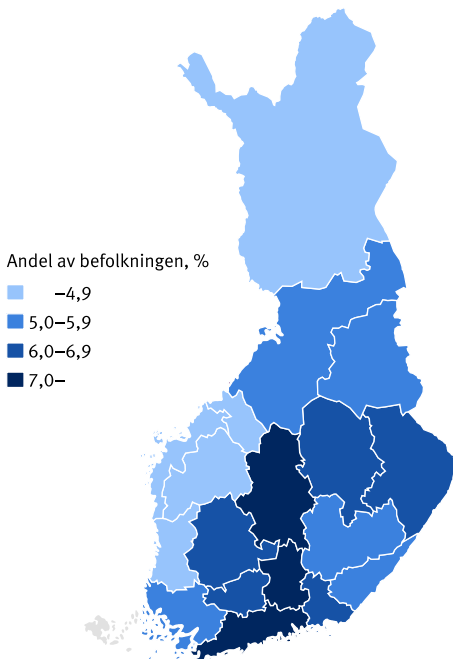 Andel av befolkningen, %
–4,9
5,0–5,9
6,0–6,9
7,0–